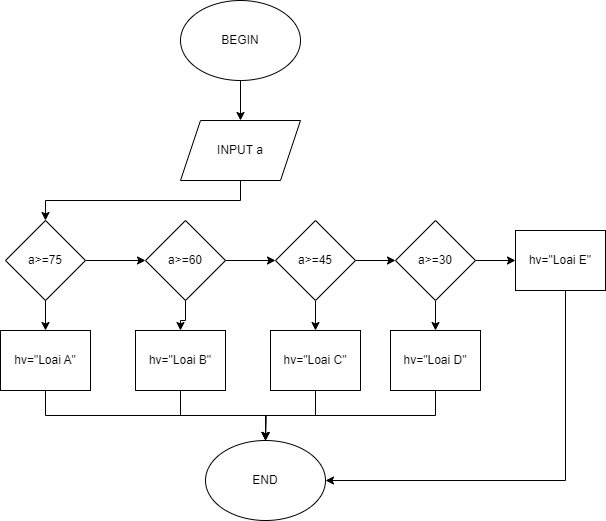 BEGIN
INPUT a
a>=75
a>=60
a>=45
a>=30
hv="Loai E"
hv="Loai A"
hv="Loai B"
hv="Loai C"
hv="Loai D"
END